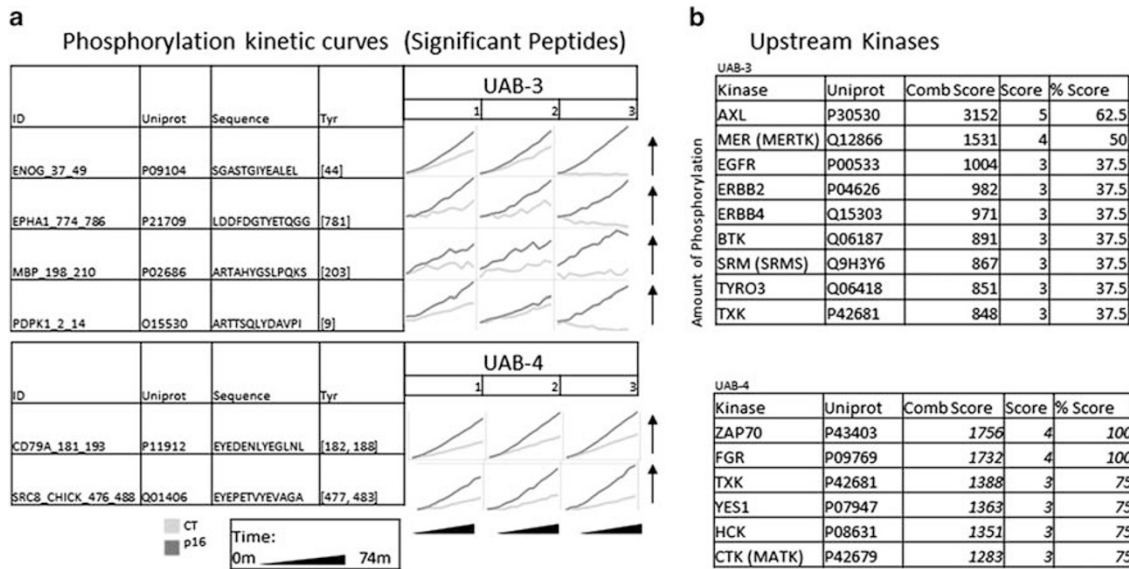 a
Phosphorylation kinetic curves (Significant Peptides)
UAB-3
ID Uniprot Sequence Tyr 1 2 3
ENOG_37_49 P09104 SGASTGIYEALEL [44]
EPHA1_774_786 P21709 LDDFDGTYETQGG [781]
MBP_198_210 P02686 ARTAHYGSLPQKS [203]
PDPK1_2_14 O15530 ARTTSQLYDAVPI [9]
Amount of Phosphorylation
UAB-4
ID Uniprot Sequence Tyr 1 2 3
CD79A_181_193 P11912 EYEDENLYEGLNL [182, 188]
SRC8_CHICK_476_488 Q01406 EYEPETVYEVAGA [477, 483]
CT
p16
Time:
0m 74m
b
Upstream Kinases
UAB-3
Kinase Uniprot Comb Score Score % Score
AXL P30530 3152 5 62.5
MER (MERTK) Q12866 1531 4 50
EGFR P00533 1004 3 37.5
ERBB2 P04626 982 3 37.5
ERBB4 Q15303 971 3 37.5
BTK Q06187 891 3 37.5
SRM (SRMS) Q9H3Y6 867 3 37.5
TYRO3 Q06418 851 3 37.5
TXK P42681 848 3 37.5
UAB-4
Kinase Uniprot Comb Score Score % Score
ZAP70 P43403 1756 4 100
FGR P09769 1732 4 100
TXK P42681 1388 3 75
YES1 P07947 1363 3 75
HCK P08631 1351 3 75
CTK (MATK) P42679 1283 3 75